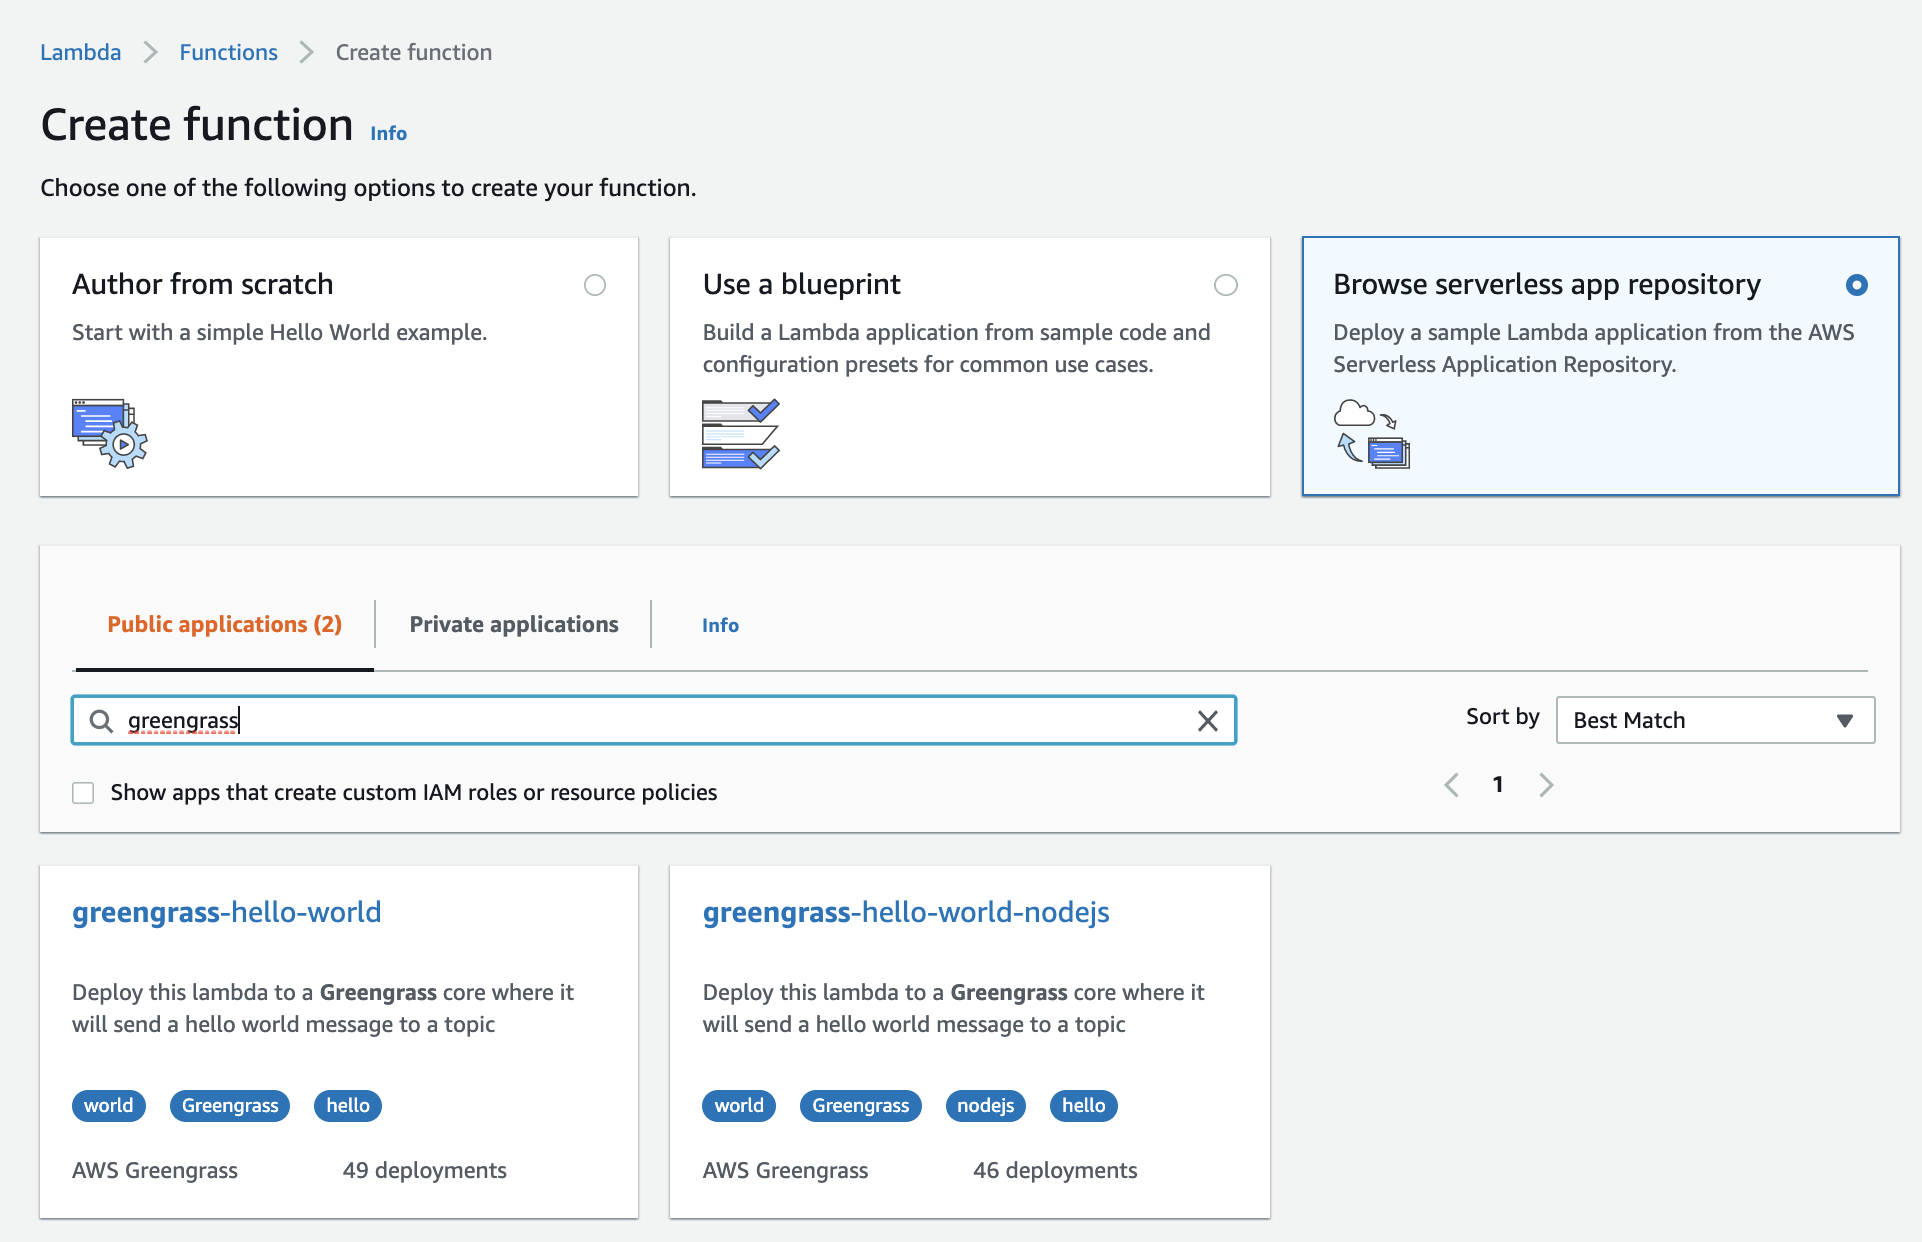 Lambda
Functions
Create function
Create function Info
Choose one of the following options to create your function.
Author from scratch
Start with a simple Hello World example.
Use a blueprint
Build a Lambda application from sample code and
configuration presets for common use cases.
Browse serverless app repository
Deploy a sample Lambda application from the AWS
Serverless Application Repository.
Public applications (2)
Private applications
Info
greengrass
Sort by
Best Match
Show apps that create custom IAM roles or resource policies
1
greengrass-hello-world
Deploy this lambda to a Greengrass core where it
will send a hello world message to a topic
world
Greengrass
hello
AWS Greengrass
49 deployments
greengrass-hello-world-nodejs
Deploy this lambda to a Greengrass core where it
will send a hello world message to a topic
world
Greengrass
nodejs
hello
AWS Greengrass
46 deployments